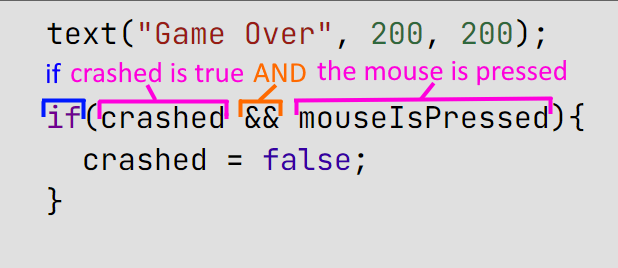 text("Game Over", 200, 200);
if crashed is true AND the mouse is pressed
if(crashed && mouseIsPressed){
  crashed = false;
}